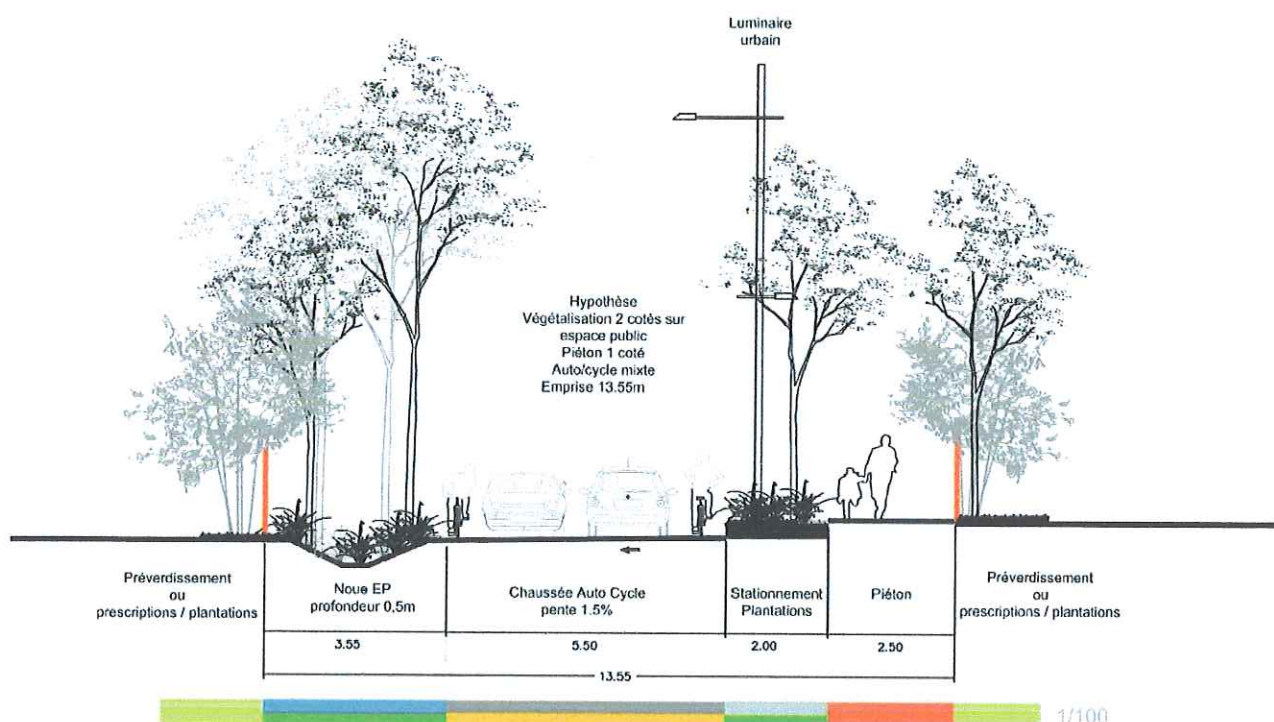 Luminaire
urbain
Hypothèse
Végétalisation 2 cotés sur
espace public
Piéton 1 coté
Auto/cycle mixte
Emprise 13.55m
Préverdissement
ou
prescriptions / plantations
Noue EP
profondeur 0,5m
Chaussée Auto Cycle
pente 1.5%
Stationnement
Plantations
Piéton
Préverdissement
ou
prescriptions / plantations
3.55
5.50
2.00
2.50
13.55
1/100